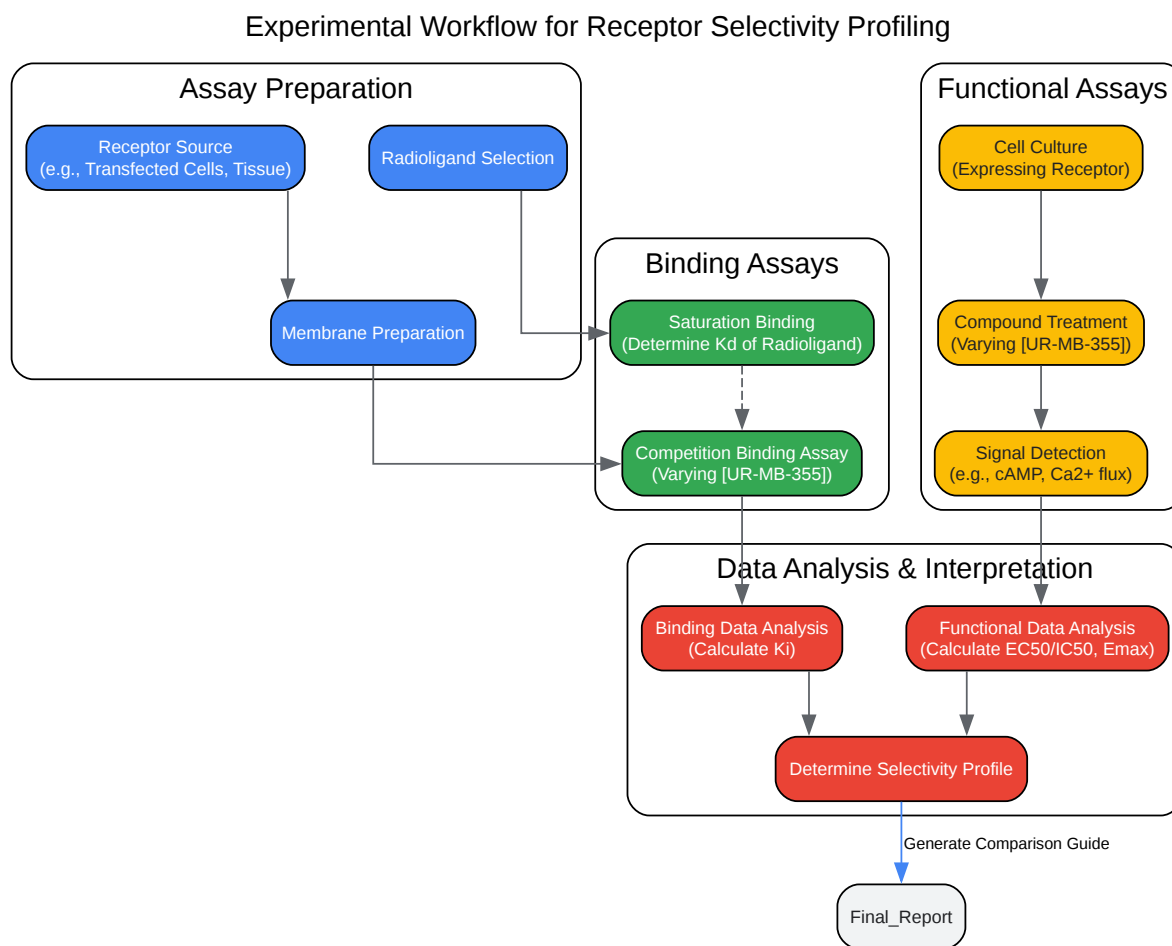 Experimental Workflow for Receptor Selectivity Profiling
Assay Preparation
Receptor Source
(e.g., Transfected Cells, Tissue)
Radioligand Selection
Membrane Preparation
Binding Assays
Saturation Binding
(Determine Kd of Radioligand)
Competition Binding Assay
(Varying [UR-MB-355])
Functional Assays
Cell Culture
(Expressing Receptor)
Compound Treatment
(Varying [UR-MB-355])
Signal Detection
(e.g., cAMP, Ca2+ flux)
Data Analysis & Interpretation
Binding Data Analysis
(Calculate Ki)
Functional Data Analysis
(Calculate EC50/IC50, Emax)
Determine Selectivity Profile
Generate Comparison Guide
Final_Report